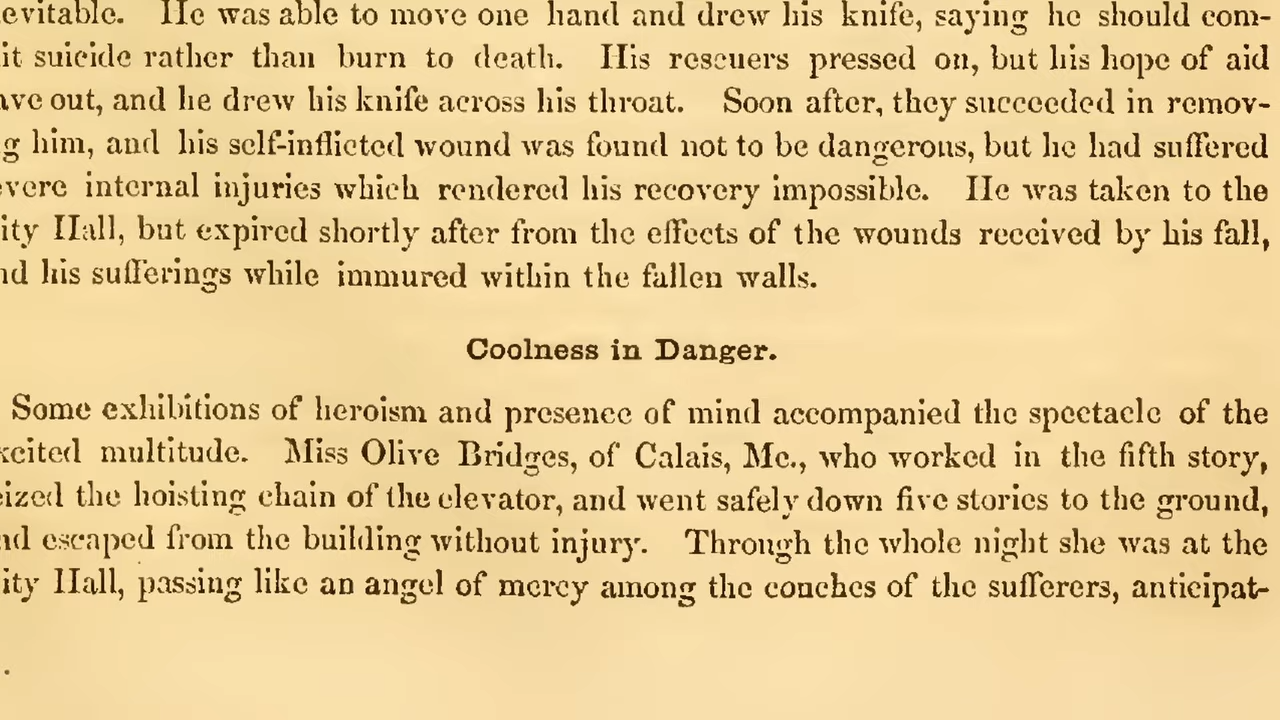 evitable. He was able to move one hand and drew his knife, saying he should com-
it suicide rather than burn to death. His rescuers pressed on, but his hope of aid
ave out, and he drew his knife across his throat. Soon after, they succeeded in remov-
g him, and his self-inflicted wound was found not to be dangerous, but he had suffered
evere internal injuries which rendered his recovery impossible. He was taken to the
ity Hall, but expired shortly after from the effects of the wounds received by his fall,
nd his sufferings while immured within the fallen walls.
Coolness in Danger.
Some exhibitions of heroism and presence of mind accompanied the spectacle of the
xcited multitude. Miss Olive Bridges, of Calais, Me., who worked in the fifth story,
eized the hoisting chain of the elevator, and went safely down five stories to the ground,
nd escaped from the building without injury. Through the whole night she was at the
ity Hall, passing like an angel of mercy among the couches of the sufferers, anticipat-